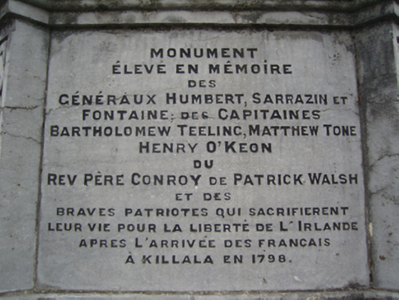 MONUMENT
ÉLEVÉ EN MÉMOIRE
DES
GÉNÉRAUX HUMBERT, SARRAZIN ET
FONTAINE; DES CAPITAINES
BARTHOLOMEW TEELING, MATTHEW TONE
HENRY O'KEON
DU
REV PÈRE CONROY DE PATRICK WALSH
ET DES
BRAVES PATRIOTES QUI SACRIFIERENT
LEUR VIE POUR LA LIBERTÉ DE L'IRLANDE
APRES L'ARRIVÉE DES FRANCAIS
À KILLALA EN 1798.